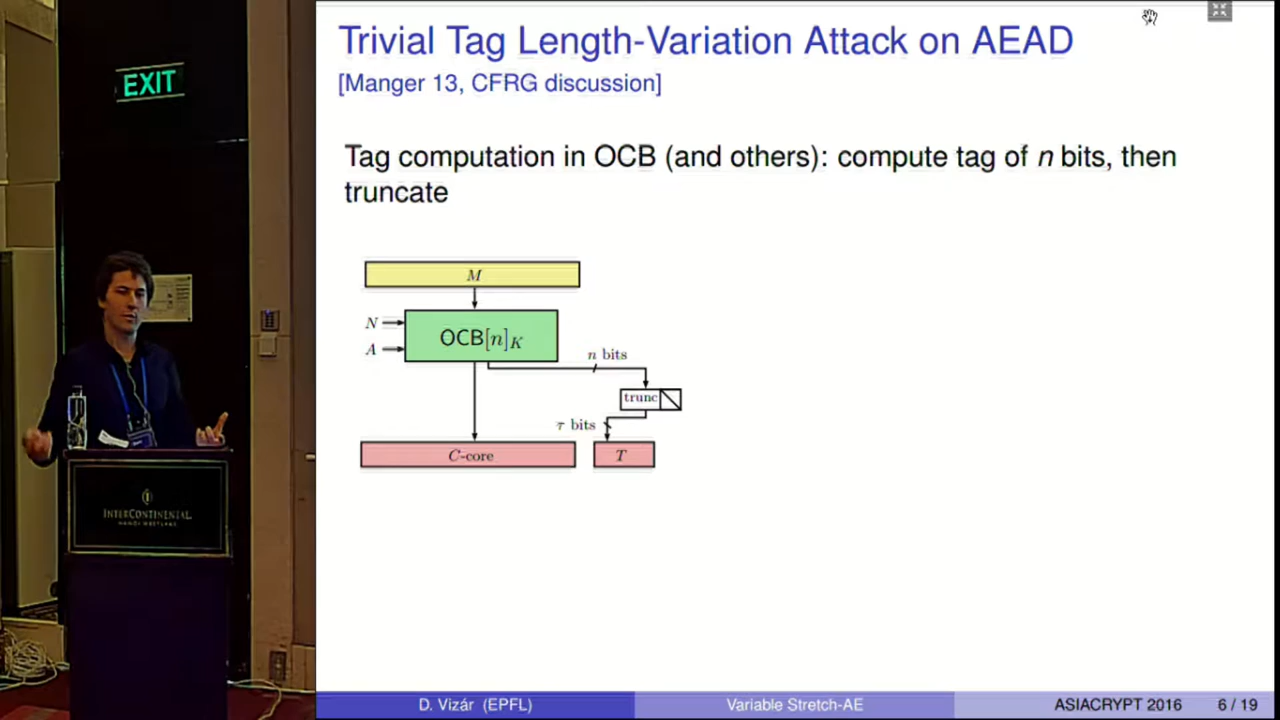 EXIT
Trivial Tag Length-Variation Attack on AEAD
[Manger 13, CFRG discussion]
Tag computation in OCB (and others): compute tag of n bits, then
truncate
M
N
A
OCB[n]K
n bits
trunc
τ bits
C-core
T
INTERCONTINENTAL
HANOI WESTLAKE
D. Vizár (EPFL)
Variable Stretch-AE
ASIACRYPT 2016
6 / 19